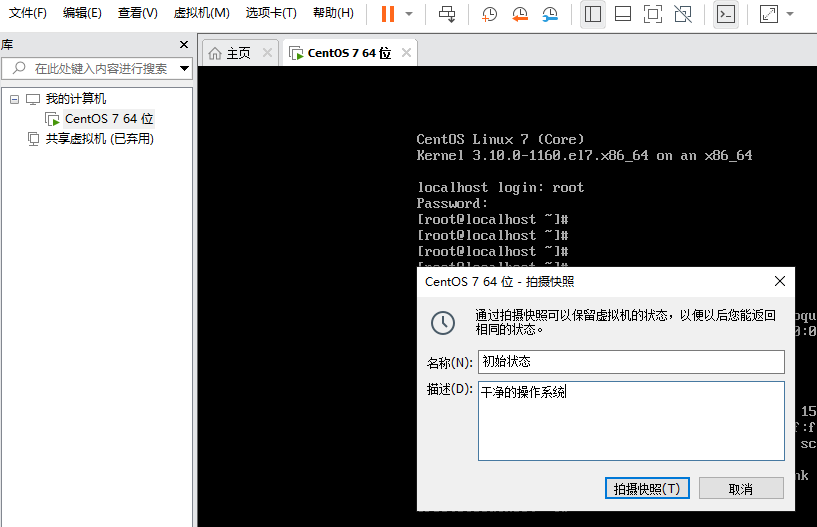 文件(F) 编辑(E) 查看(V) 虚拟机(M) 选项卡(T) 帮助(H)
库
在此处键入内容进行搜索
我的计算机
CentOS 7 64 位
共享虚拟机 (已弃用)
主页
CentOS 7 64 位
CentOS Linux 7 (Core)
Kernel 3.10.0-1160.el7.x86_64 on an x86_64
localhost login: root
Password:
[root@localhost ~]#
[root@localhost ~]#
[root@localhost ~]#
[root@localhost ~]#
CentOS 7 64 位 - 拍摄快照
通过拍摄快照可以保留虚拟机的状态，以便以后您能返回
相同的状态。
名称(N):
初始状态
描述(D):
干净的操作系统
拍摄快照(T)
取消